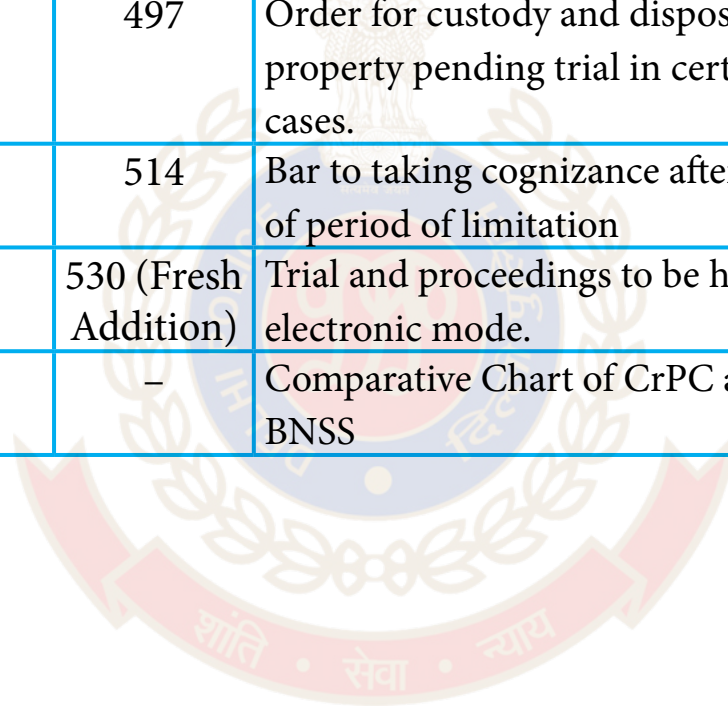 497 Order for custody and dispos
property pending trial in cert
cases.
514 Bar to taking cognizance after
of period of limitation
530 (Fresh Trial and proceedings to be h
Addition) electronic mode.
– Comparative Chart of CrPC a
BNSS
शांति • सेवा • न्याय